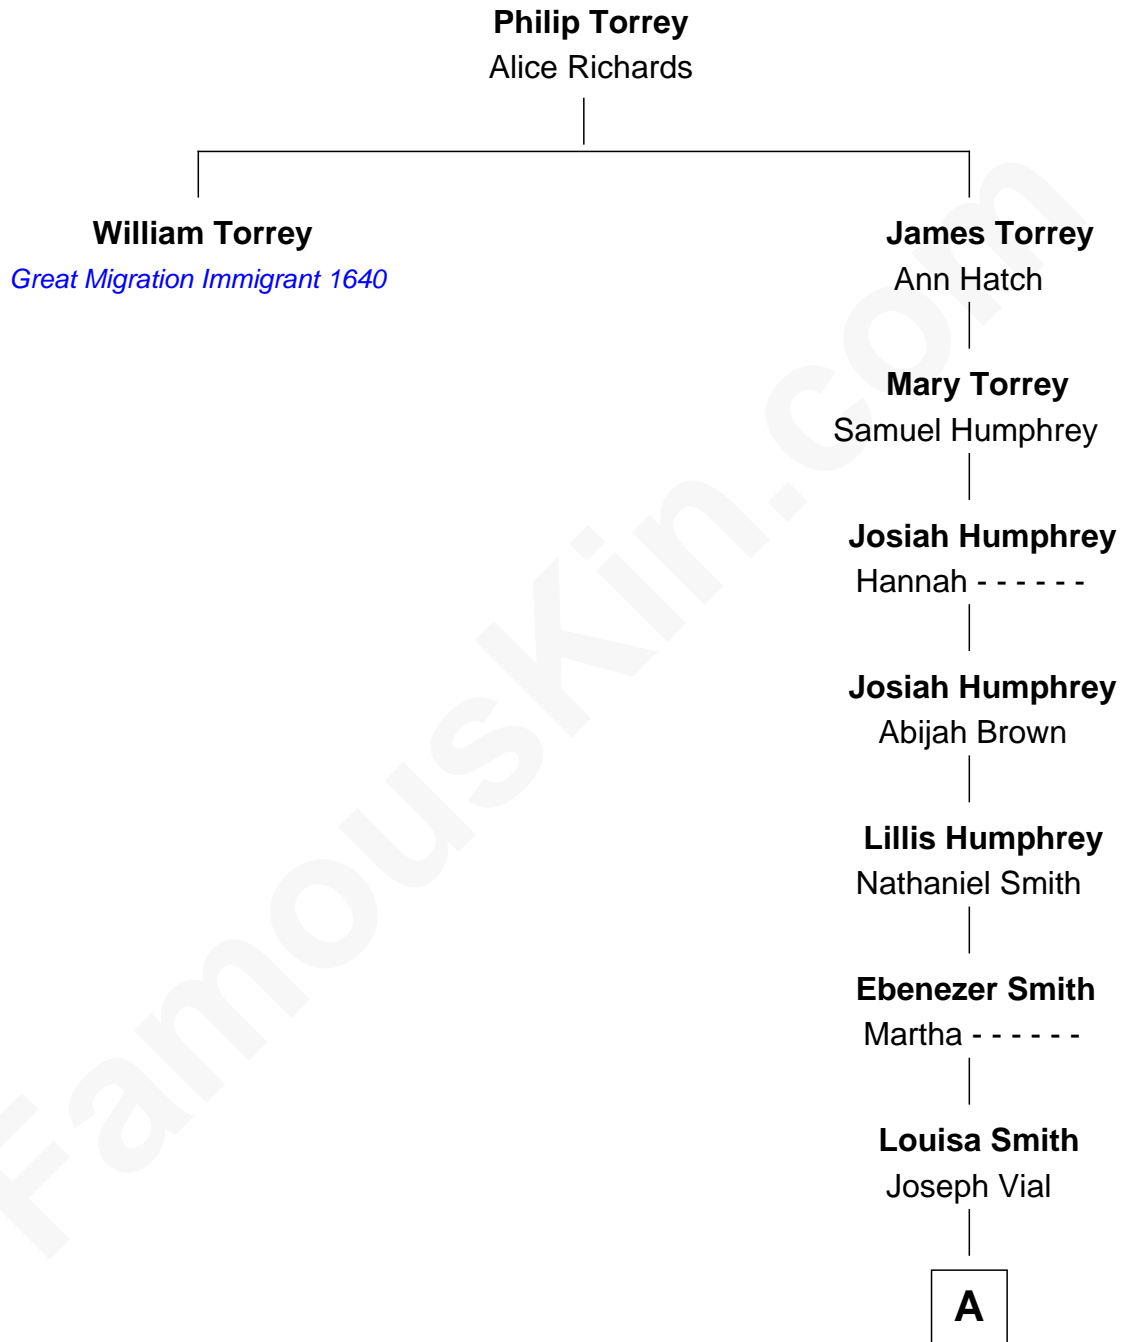 Philip Torrey
Alice Richards
William Torrey
Great Migration Immigrant 1640
James Torrey
Ann Hatch
Mary Torrey
Samuel Humphrey
Josiah Humphrey
Hannah - - - - - -
Josiah Humphrey
Abijah Brown
Lillis Humphrey
Nathaniel Smith
Ebenezer Smith
Martha - - - - - -
Louisa Smith
Joseph Vial
A
FamousKin.com